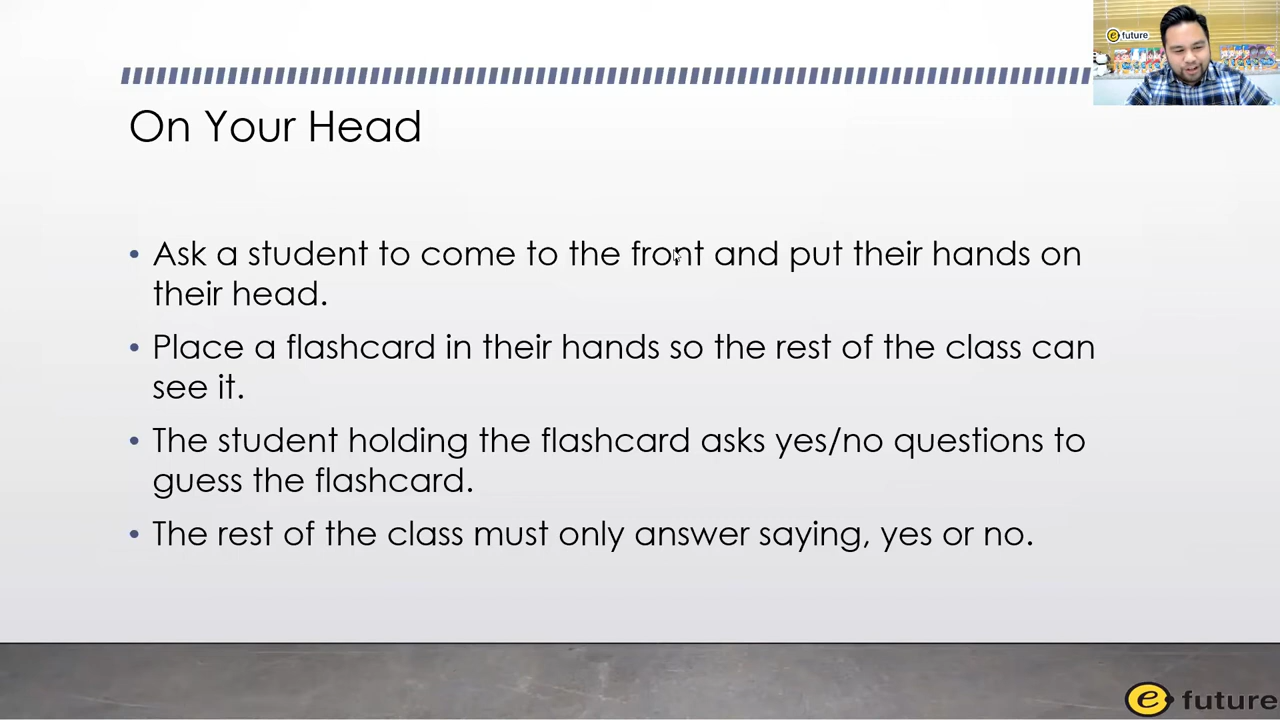 e future
On Your Head
• Ask a student to come to the front and put their hands on
their head.
• Place a flashcard in their hands so the rest of the class can
see it.
• The student holding the flashcard asks yes/no questions to
guess the flashcard.
• The rest of the class must only answer saying, yes or no.
e future